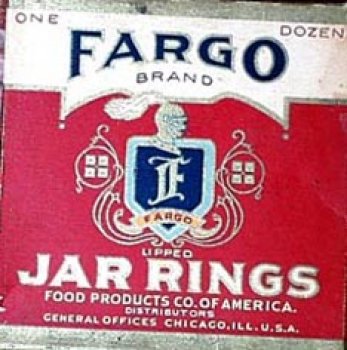 ONE DOZEN
FARGO
BRAND
F
FARGO
LIPPED
JAR RINGS
FOOD PRODUCTS CO. OF AMERICA.
DISTRIBUTORS
GENERAL OFFICES CHICAGO, ILL. U.S.A.